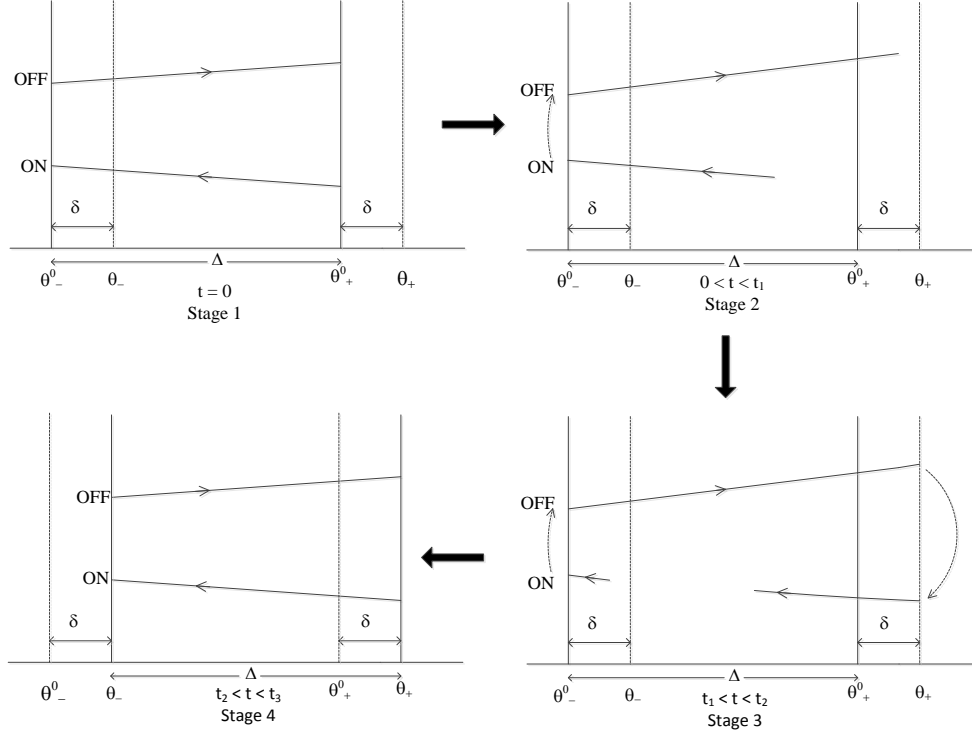 OFF
ON
δ δ
Δ
θ⁰₋ θ₋ θ⁰₊ θ₊
t = 0
Stage 1
OFF
ON
δ δ
Δ
θ⁰₋ θ₋ θ⁰₊ θ₊
0 < t < t₁
Stage 2
OFF
ON
δ δ
Δ
θ⁰₋ θ₋ θ⁰₊ θ₊
t₂ < t < t₃
Stage 4
OFF
ON
δ δ
Δ
θ⁰₋ θ₋ θ⁰₊ θ₊
t₁ < t < t₂
Stage 3